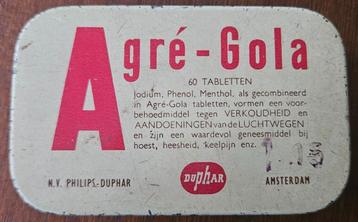 Agré-Gola
60 TABLETTEN
Jodium, Phenol, Menthol, als gecombineerd
in Agré-Gola tabletten, vormen een voor-
behoedmiddel tegen VERKOUDHEID en
AANDOENINGEN van de LUCHTWEGEN
en zijn een waardevol geneesmiddel bij
hoest, heesheid, keelpijn enz.
N.V. PHILIPS-DUPHAR
DUPHAR
AMSTERDAM